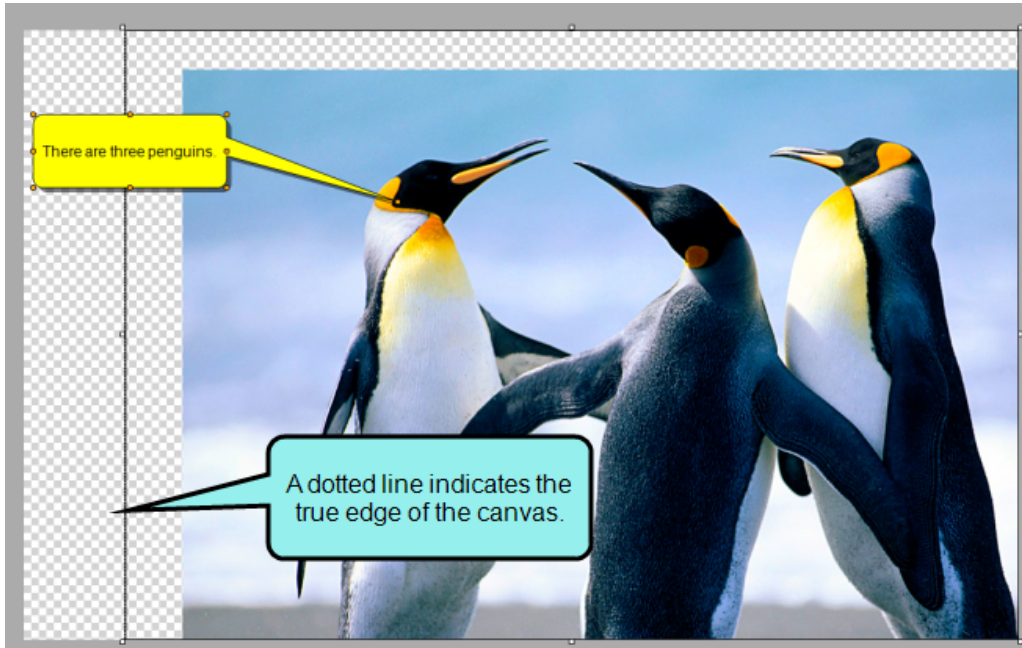 There are three penguins.
A dotted line indicates the
true edge of the canvas.